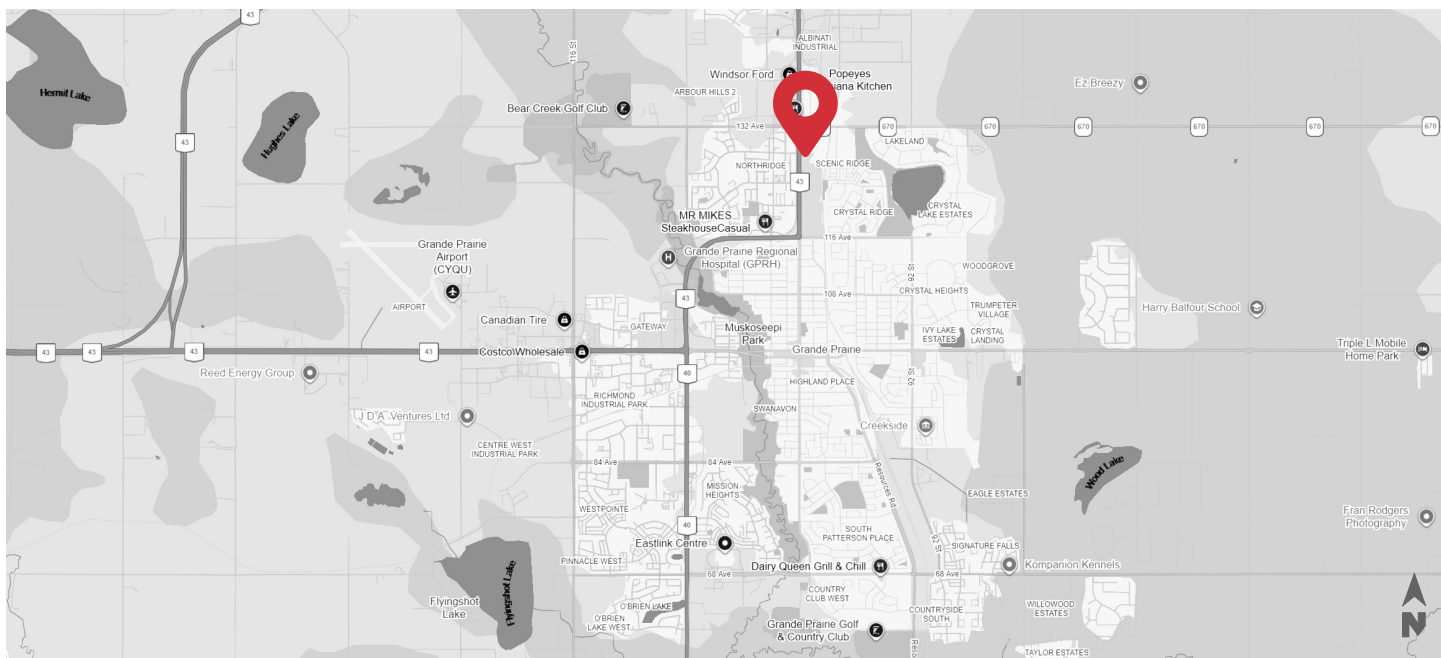 43
ALBINATI
INDUSTRIAL
116 St
Windsor Ford
Popeyes
iana Kitchen
Ez Breezy
Hermit Lake
ARBOUR HILLS 2
Bear Creek Golf Club
Hughes Lake
132 Ave
670
670
670
670
670
670
43
LAKELAND
NORTHRIDGE
SCENIC RIDGE
43
MR MIKES
SteakhouseCasual
CRYSTAL RIDGE
CRYSTAL
LAKE ESTATES
116 Ave
Grande Prairie
Airport
(CYQU)
Grande Prairie Regional
Hospital (GPRH)
H
92 St
WOODGROVE
CRYSTAL HEIGHTS
108 Ave
43
AIRPORT
TRUMPETER
VILLAGE
Harry Balfour School
Canadian Tire
GATEWAY
Muskoseepi
Park
IVY LAKE
ESTATES
CRYSTAL
LANDING
43
43
43
43
Costco Wholesale
Grande Prairie
Triple L Mobile
Home Park
Reed Energy Group
40
HIGHLAND PLACE
92 St
RICHMOND
INDUSTRIAL PARK
SWANAVON
J.D.A. Ventures Ltd
Creekside
CENTRE WEST
INDUSTRIAL PARK
84 Ave
84 Ave
Resources Rd
Wood Lake
MISSION
HEIGHTS
EAGLE ESTATES
WESTPOINTE
Fran Rodgers
Photography
40
SOUTH
PATTERSON PLACE
92 St
Eastlink Centre
SIGNATURE FALLS
PINNACLE WEST
68 Ave
Dairy Queen Grill & Chill
68 Ave
Kompanion Kennels
Flyingshot
Lake
Flyingshot Lake
COUNTRY
CLUB WEST
O'BRIEN LAKE
O'BRIEN
LAKE WEST
COUNTRYSIDE
SOUTH
WILLOWOOD
ESTATES
Grande Prairie Golf
& Country Club
TAYLOR ESTATES
N